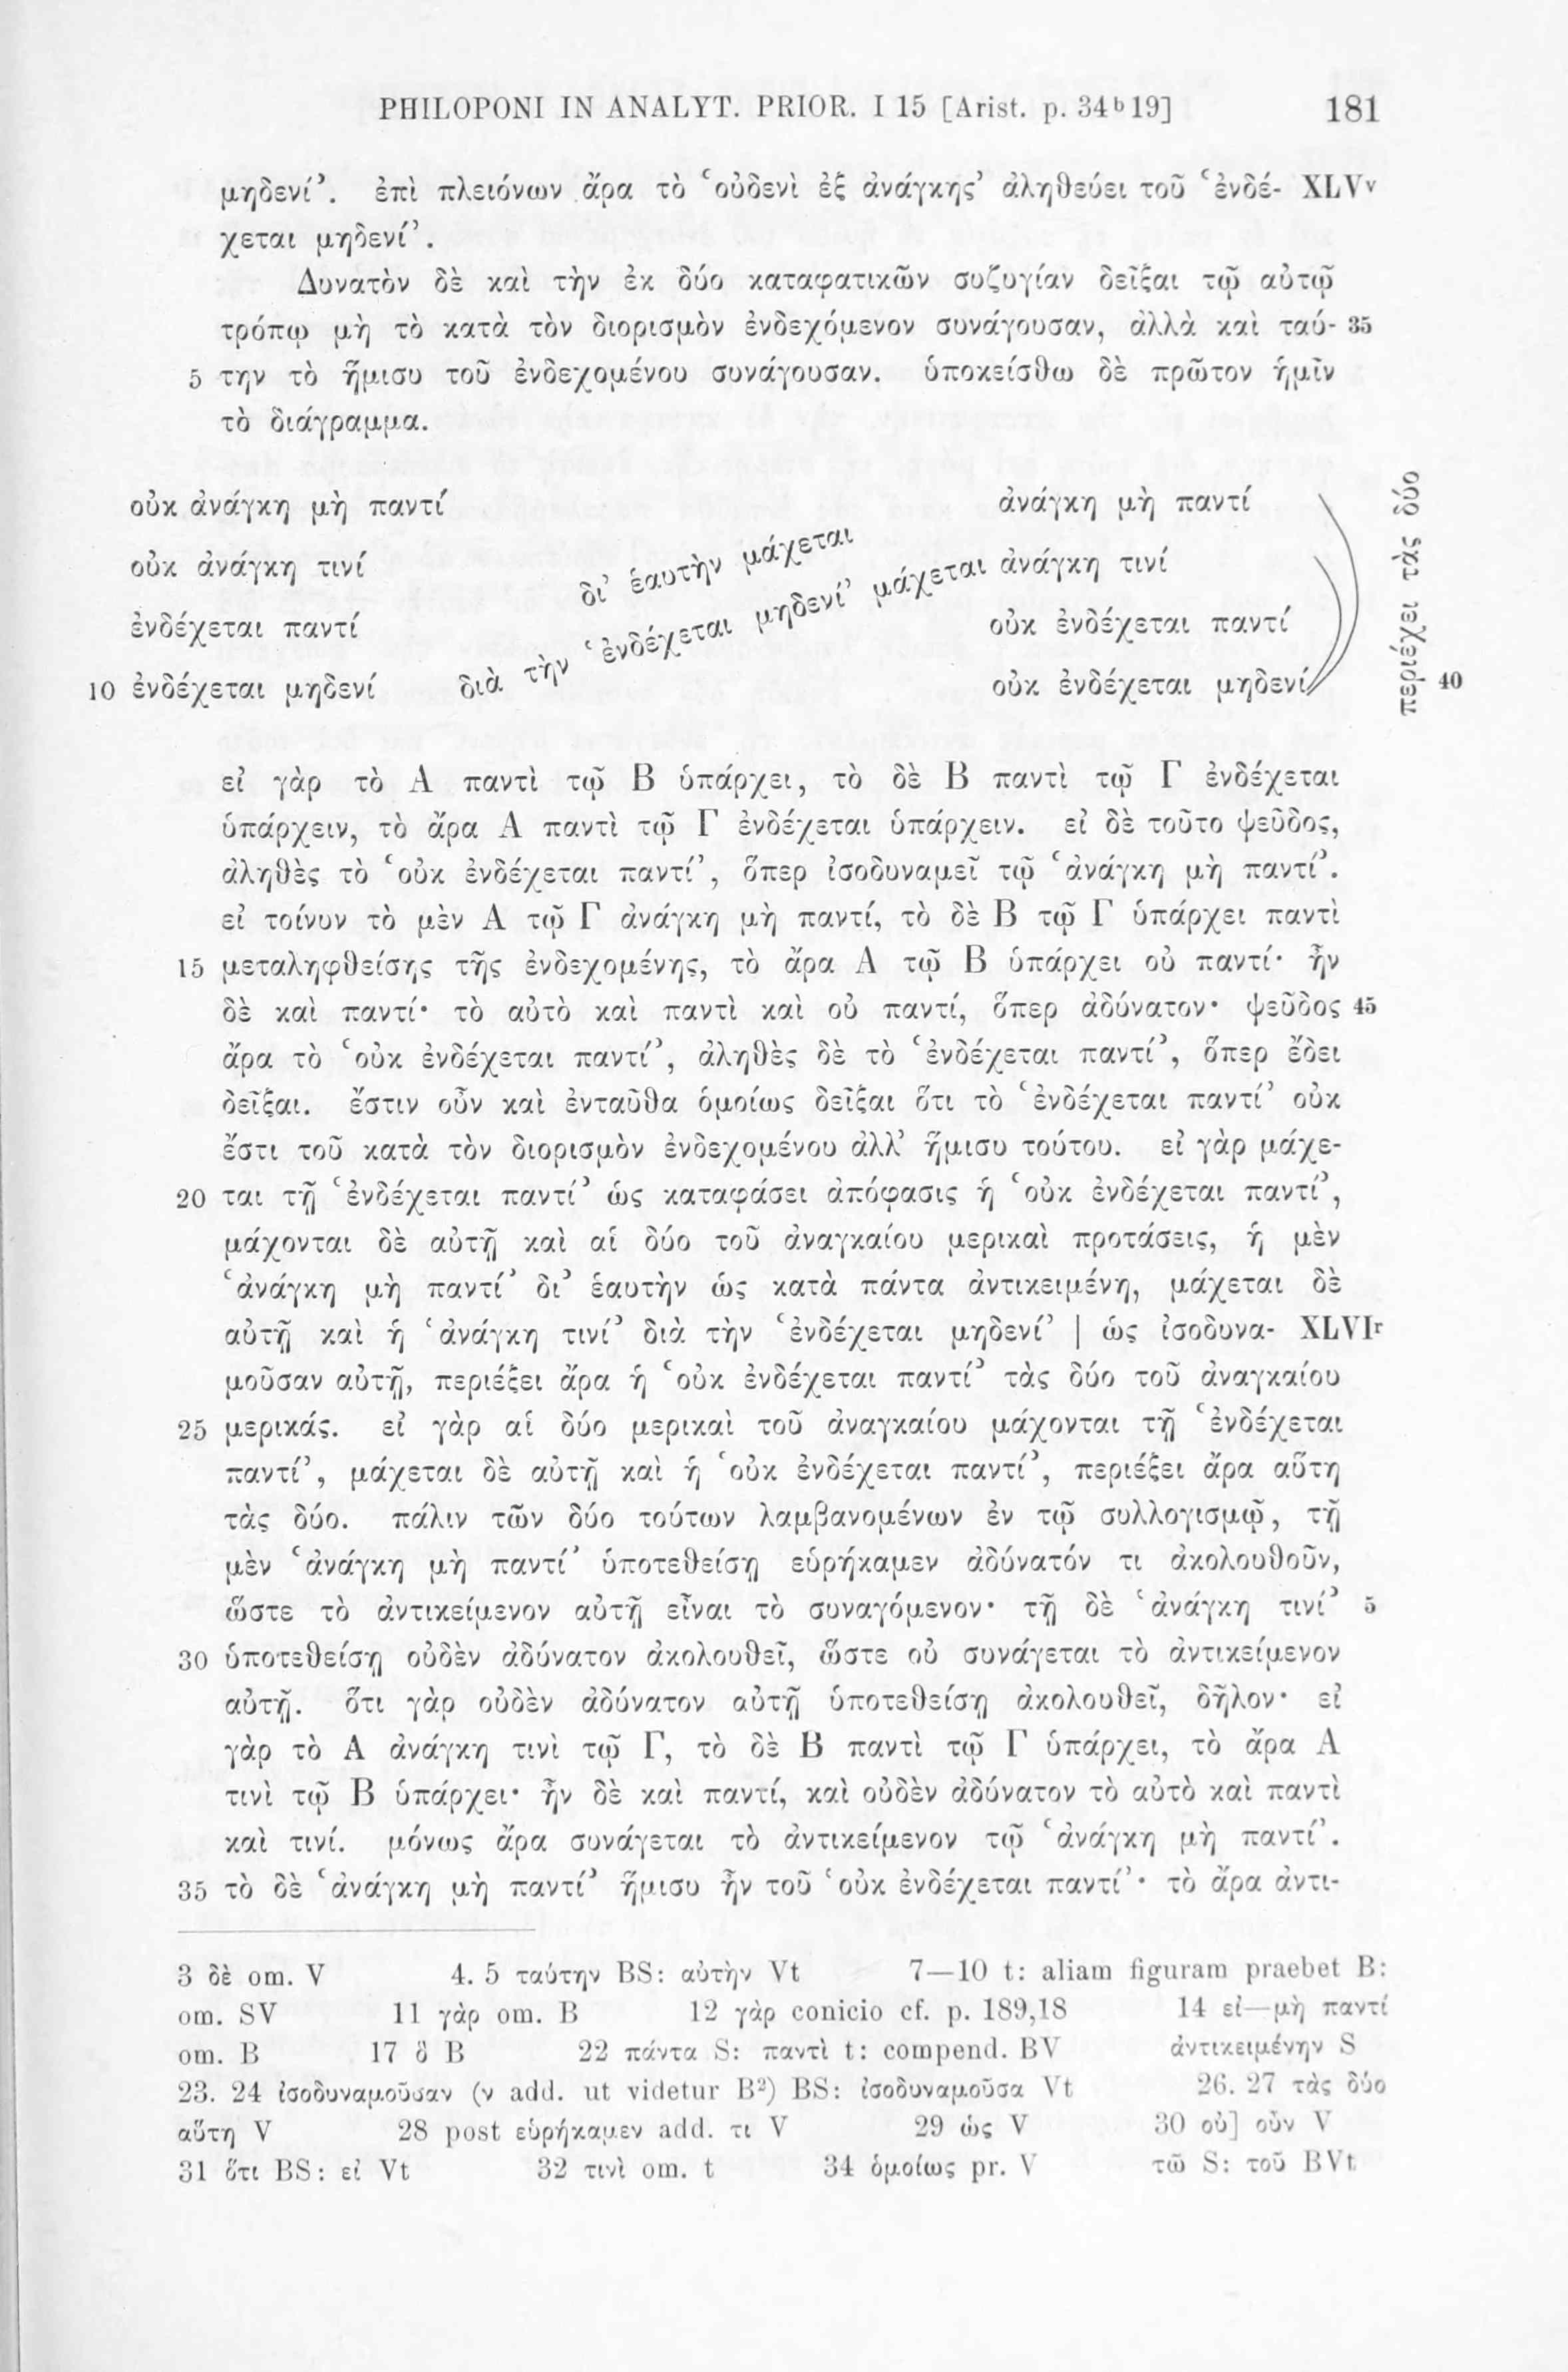 PHILOPONI IN ANALYT. PRIOR. I 15 [Arist. p. 34ᵇ19] 181
μηδενί’. ἐπὶ πλειόνων ἄρα τὸ ‘οὐδενὶ ἐξ ἀνάγκης’ ἀληθεύει τοῦ ‘ἐνδέ- XLVᵛ
χεται μηδενί’.
Δυνατὸν δὲ καὶ τὴν ἐκ δύο καταφατικῶν συζυγίαν δεῖξαι τῷ αὐτῷ
τρόπῳ μὴ τὸ κατὰ τὸν διορισμὸν ἐνδεχόμενον συνάγουσαν, ἀλλὰ καὶ ταύ- 35
5 την τὸ ἥμισυ τοῦ ἐνδεχομένου συνάγουσαν. ὑποκείσθω δὲ πρῶτον ἡμῖν
τὸ διάγραμμα.
οὐκ ἀνάγκη μὴ παντί ἀνάγκη μὴ παντί
οὐκ ἀνάγκη τινί δι’ ἑαυτὴν μάχεται ἀνάγκη τινί
ἐνδέχεται παντί διὰ τὴν ‘ἐνδέχεται μηδενί’ μάχεται οὐκ ἐνδέχεται παντί
10 ἐνδέχεται μηδενί οὐκ ἐνδέχεται μηδενί 40
περιέχει τὰς δύο
εἰ γὰρ τὸ Α παντὶ τῷ Β ὑπάρχει, τὸ δὲ Β παντὶ τῷ Γ ἐνδέχεται
ὑπάρχειν, τὸ ἄρα Α παντὶ τῷ Γ ἐνδέχεται ὑπάρχειν. εἰ δὲ τοῦτο ψεῦδος,
ἀληθὲς τὸ ‘οὐκ ἐνδέχεται παντί’, ὅπερ ἰσοδυναμεῖ τῷ ‘ἀνάγκη μὴ παντί’.
εἰ τοίνυν τὸ μὲν Α τῷ Γ ἀνάγκη μὴ παντί, τὸ δὲ Β τῷ Γ ὑπάρχει παντὶ
15 μεταληφθείσης τῆς ἐνδεχομένης, τὸ ἄρα Α τῷ Β ὑπάρχει οὐ παντί· ἦν
δὲ καὶ παντί· τὸ αὐτὸ καὶ παντὶ καὶ οὐ παντί, ὅπερ ἀδύνατον· ψεῦδος 45
ἄρα τὸ ‘οὐκ ἐνδέχεται παντί’, ἀληθὲς δὲ τὸ ‘ἐνδέχεται παντί’, ὅπερ ἔδει
δεῖξαι. ἔστιν οὖν καὶ ἐνταῦθα ὁμοίως δεῖξαι ὅτι τὸ ‘ἐνδέχεται παντί’ οὐκ
ἔστι τοῦ κατὰ τὸν διορισμὸν ἐνδεχομένου ἀλλ’ ἥμισυ τούτου. εἰ γὰρ μάχε-
20 ται τῇ ‘ἐνδέχεται παντί’ ὡς καταφάσει ἀπόφασις ἡ ‘οὐκ ἐνδέχεται παντί’,
μάχονται δὲ αὐτῇ καὶ αἱ δύο τοῦ ἀναγκαίου μερικαὶ προτάσεις, ἡ μὲν
‘ἀνάγκη μὴ παντί’ δι’ ἑαυτὴν ὡς κατὰ πάντα ἀντικειμένη, μάχεται δὲ
αὐτῇ καὶ ἡ ‘ἀνάγκη τινί’ διὰ τὴν ‘ἐνδέχεται μηδενί’ | ὡς ἰσοδυνα- XLVIʳ
μοῦσαν αὐτῇ, περιέξει ἄρα ἡ ‘οὐκ ἐνδέχεται παντί’ τὰς δύο τοῦ ἀναγκαίου
25 μερικάς. εἰ γὰρ αἱ δύο μερικαὶ τοῦ ἀναγκαίου μάχονται τῇ ‘ἐνδέχεται
παντί’, μάχεται δὲ αὐτῇ καὶ ἡ ‘οὐκ ἐνδέχεται παντί’, περιέξει ἄρα αὕτη
τὰς δύο. πάλιν τῶν δύο τούτων λαμβανομένων ἐν τῷ συλλογισμῷ, τῇ
μὲν ‘ἀνάγκη μὴ παντί’ ὑποτεθείσῃ εὑρήκαμεν ἀδύνατόν τι ἀκολουθοῦν,
ὥστε τὸ ἀντικείμενον αὐτῇ εἶναι τὸ συναγόμενον· τῇ δὲ ‘ἀνάγκη τινί’ 5
30 ὑποτεθείσῃ οὐδὲν ἀδύνατον ἀκολουθεῖ, ὥστε οὐ συνάγεται τὸ ἀντικείμενον
αὐτῇ. ὅτι γὰρ οὐδὲν ἀδύνατον αὐτῇ ὑποτεθείσῃ ἀκολουθεῖ, δῆλον· εἰ
γὰρ τὸ Α ἀνάγκη τινὶ τῷ Γ, τὸ δὲ Β παντὶ τῷ Γ ὑπάρχει, τὸ ἄρα Α
τινὶ τῷ Β ὑπάρχει· ἦν δὲ καὶ παντί, καὶ οὐδὲν ἀδύνατον τὸ αὐτὸ καὶ παντὶ
καὶ τινί. μόνως ἄρα συνάγεται τὸ ἀντικείμενον τῷ ‘ἀνάγκη μὴ παντί’.
35 τὸ δὲ ‘ἀνάγκη μὴ παντί’ ἥμισυ ἦν τοῦ ‘οὐκ ἐνδέχεται παντί’· τὸ ἄρα ἀντι-
3 δὲ om. V 4. 5 ταύτην BS: αὐτὴν Vt 7—10 t: aliam figuram praebet B:
om. SV 11 γὰρ om. B 12 γὰρ conicio cf. p. 189,18 14 εἰ—μὴ παντί
om. B 17 ὃ B 22 πάντα S: παντὶ t: compend. BV ἀντικειμένην S
23. 24 ἰσοδυναμοῦσαν (ν add. ut videtur B²) BS: ἰσοδυναμοῦσα Vt 26. 27 τὰς δύο
αὕτη V 28 post εὑρήκαμεν add. τι V 29 ὡς V 30 οὐ] οὖν V
31 ὅτι BS: εἰ Vt 32 τινὶ om. t 34 ὁμοίως pr. V τῷ S: τοῦ BVt